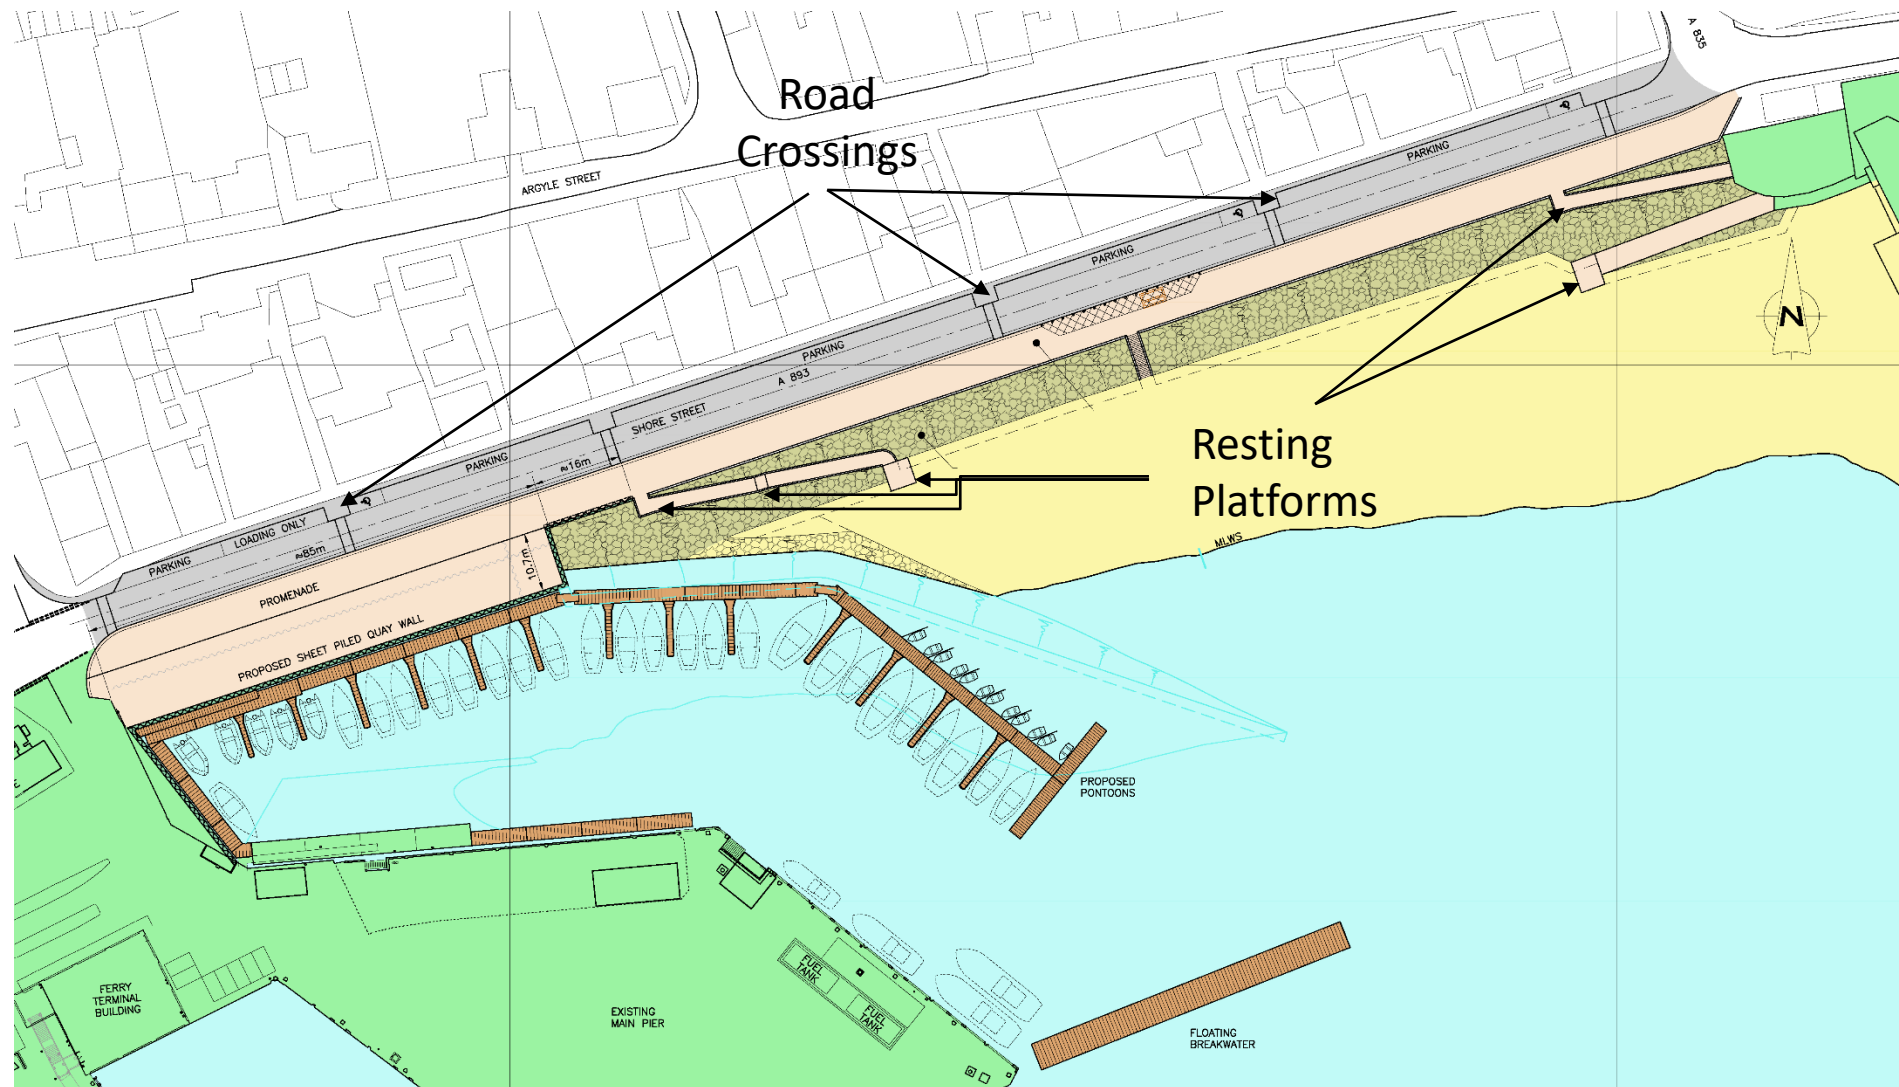 A 835
Road
Crossings
PARKING
ARGYLE STREET
PARKING
PARKING
N
A 893
SHORE STREET
PARKING
≈16m
Resting
Platforms
LOADING ONLY
≈85m
PARKING
10.7m
MLWS
PROMENADE
PROPOSED SHEET PILED QUAY WALL
PROPOSED
PONTOONS
E
FUEL
TANK
FUEL
TANK
FERRY
TERMINAL
BUILDING
EXISTING
MAIN PIER
FLOATING
BREAKWATER